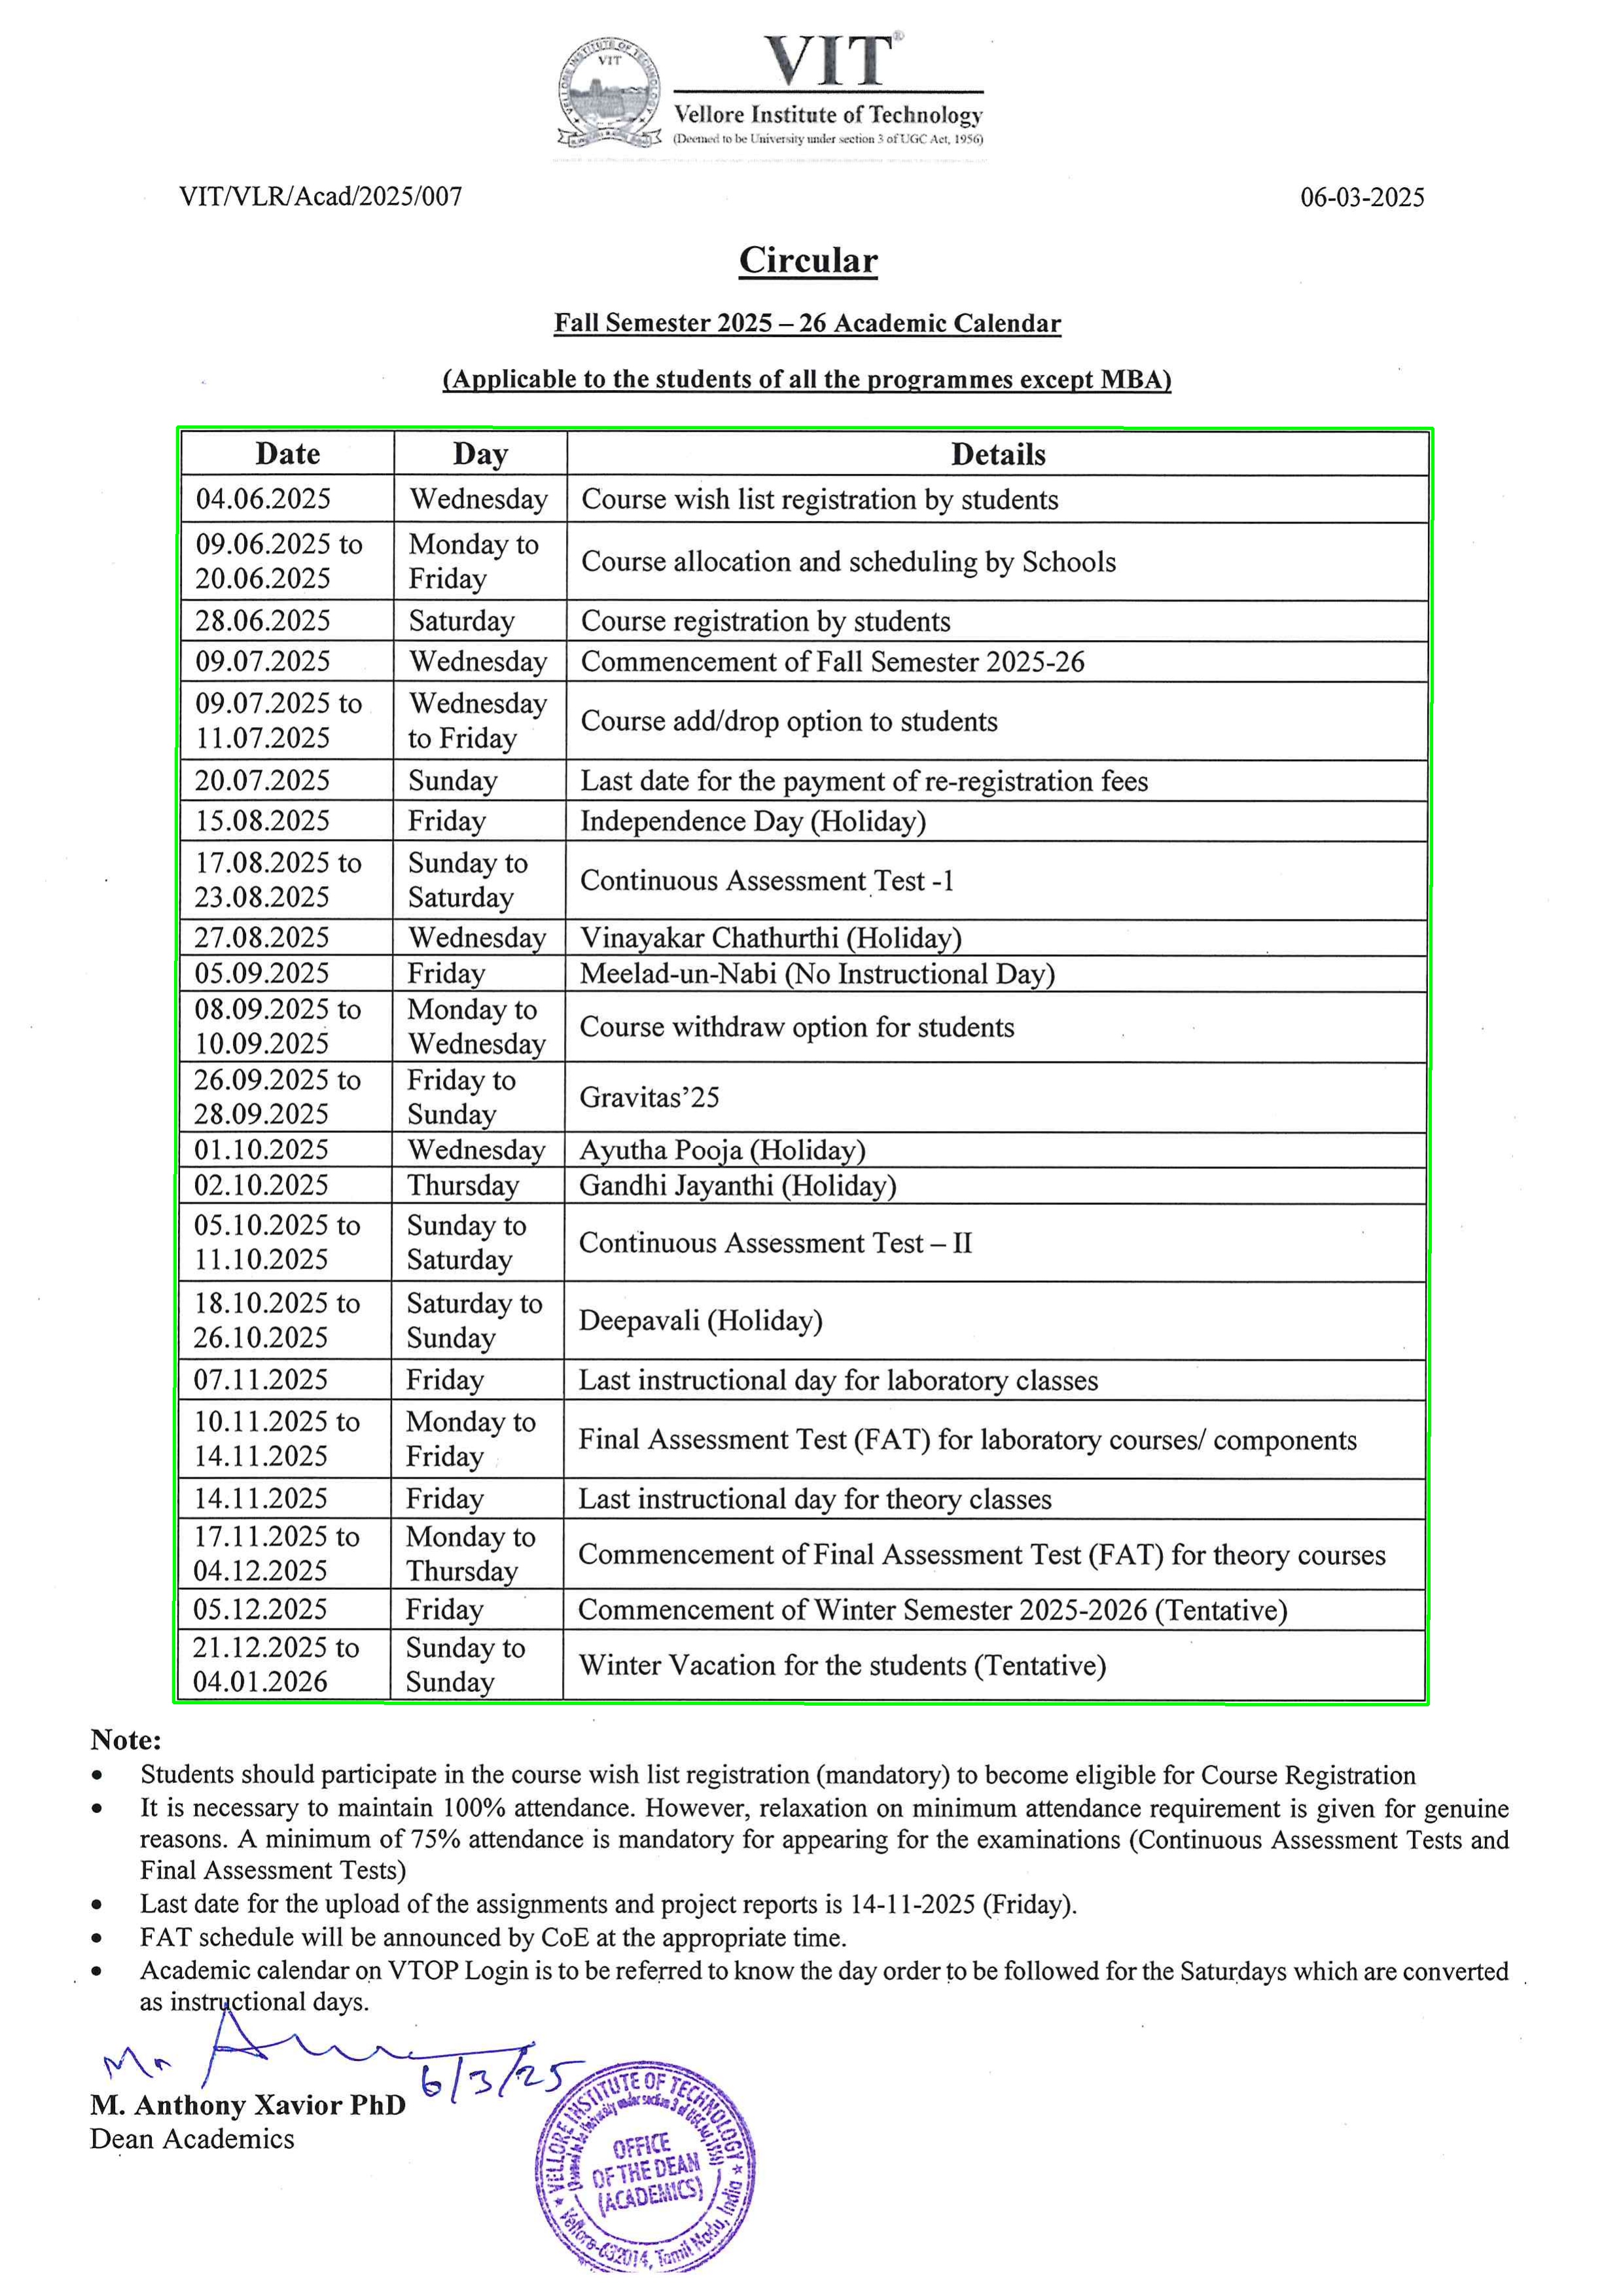 VIT®
Vellore Institute of Technology
(Deemed to be University under section 3 of UGC Act, 1956)
VIT/VLR/Acad/2025/007 06-03-2025
Circular
Fall Semester 2025 – 26 Academic Calendar
(Applicable to the students of all the programmes except MBA)
Date Day Details
04.06.2025 Wednesday Course wish list registration by students
09.06.2025 to 20.06.2025 Monday to Friday Course allocation and scheduling by Schools
28.06.2025 Saturday Course registration by students
09.07.2025 Wednesday Commencement of Fall Semester 2025-26
09.07.2025 to 11.07.2025 Wednesday to Friday Course add/drop option to students
20.07.2025 Sunday Last date for the payment of re-registration fees
15.08.2025 Friday Independence Day (Holiday)
17.08.2025 to 23.08.2025 Sunday to Saturday Continuous Assessment Test -1
27.08.2025 Wednesday Vinayakar Chathurthi (Holiday)
05.09.2025 Friday Meelad-un-Nabi (No Instructional Day)
08.09.2025 to 10.09.2025 Monday to Wednesday Course withdraw option for students
26.09.2025 to 28.09.2025 Friday to Sunday Gravitas’25
01.10.2025 Wednesday Ayutha Pooja (Holiday)
02.10.2025 Thursday Gandhi Jayanthi (Holiday)
05.10.2025 to 11.10.2025 Sunday to Saturday Continuous Assessment Test – II
18.10.2025 to 26.10.2025 Saturday to Sunday Deepavali (Holiday)
07.11.2025 Friday Last instructional day for laboratory classes
10.11.2025 to 14.11.2025 Monday to Friday Final Assessment Test (FAT) for laboratory courses/ components
14.11.2025 Friday Last instructional day for theory classes
17.11.2025 to 04.12.2025 Monday to Thursday Commencement of Final Assessment Test (FAT) for theory courses
05.12.2025 Friday Commencement of Winter Semester 2025-2026 (Tentative)
21.12.2025 to 04.01.2026 Sunday to Sunday Winter Vacation for the students (Tentative)
Note:
• Students should participate in the course wish list registration (mandatory) to become eligible for Course Registration
• It is necessary to maintain 100% attendance. However, relaxation on minimum attendance requirement is given for genuine
reasons. A minimum of 75% attendance is mandatory for appearing for the examinations (Continuous Assessment Tests and
Final Assessment Tests)
• Last date for the upload of the assignments and project reports is 14-11-2025 (Friday).
• FAT schedule will be announced by CoE at the appropriate time.
• Academic calendar on VTOP Login is to be referred to know the day order to be followed for the Saturdays which are converted
as instructional days.
6/3/25
M. Anthony Xavior PhD
Dean Academics
VELLORE INSTITUTE OF TECHNOLOGY
OFFICE
OF THE DEAN
(ACADEMICS)
Vellore-632014, Tamil Nadu, India